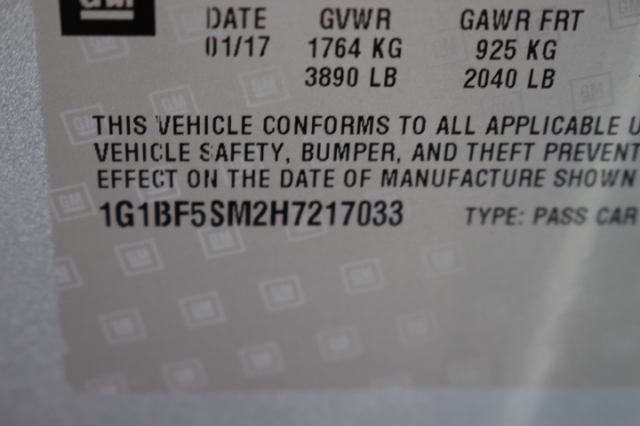 GM
DATE GVWR GAWR FRT
01/17 1764 KG 925 KG
3890 LB 2040 LB
THIS VEHICLE CONFORMS TO ALL APPLICABLE U
VEHICLE SAFETY, BUMPER, AND THEFT PREVENT
EFFECT ON THE DATE OF MANUFACTURE SHOWN
1G1BF5SM2H7217033 TYPE: PASS CAR